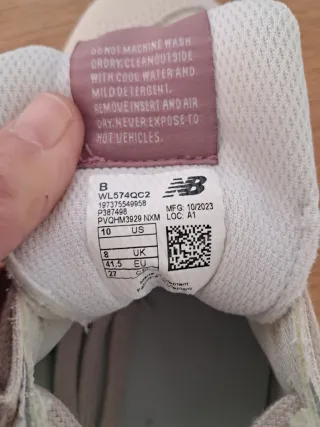 DO NOT MACHINE WASH
OR DRY. CLEAN OUTSIDE
WITH COOL WATER AND
MILD DETERGENT.
REMOVE INSERT AND AIR
DRY. NEVER EXPOSE TO
HOT VEHICLES.
B
WL574QC2
NB
197375549958
P387498
MFG: 10/2023
PVQHM3929 NXM
LOC: A1
10 US
8 UK
41,5 EU
27